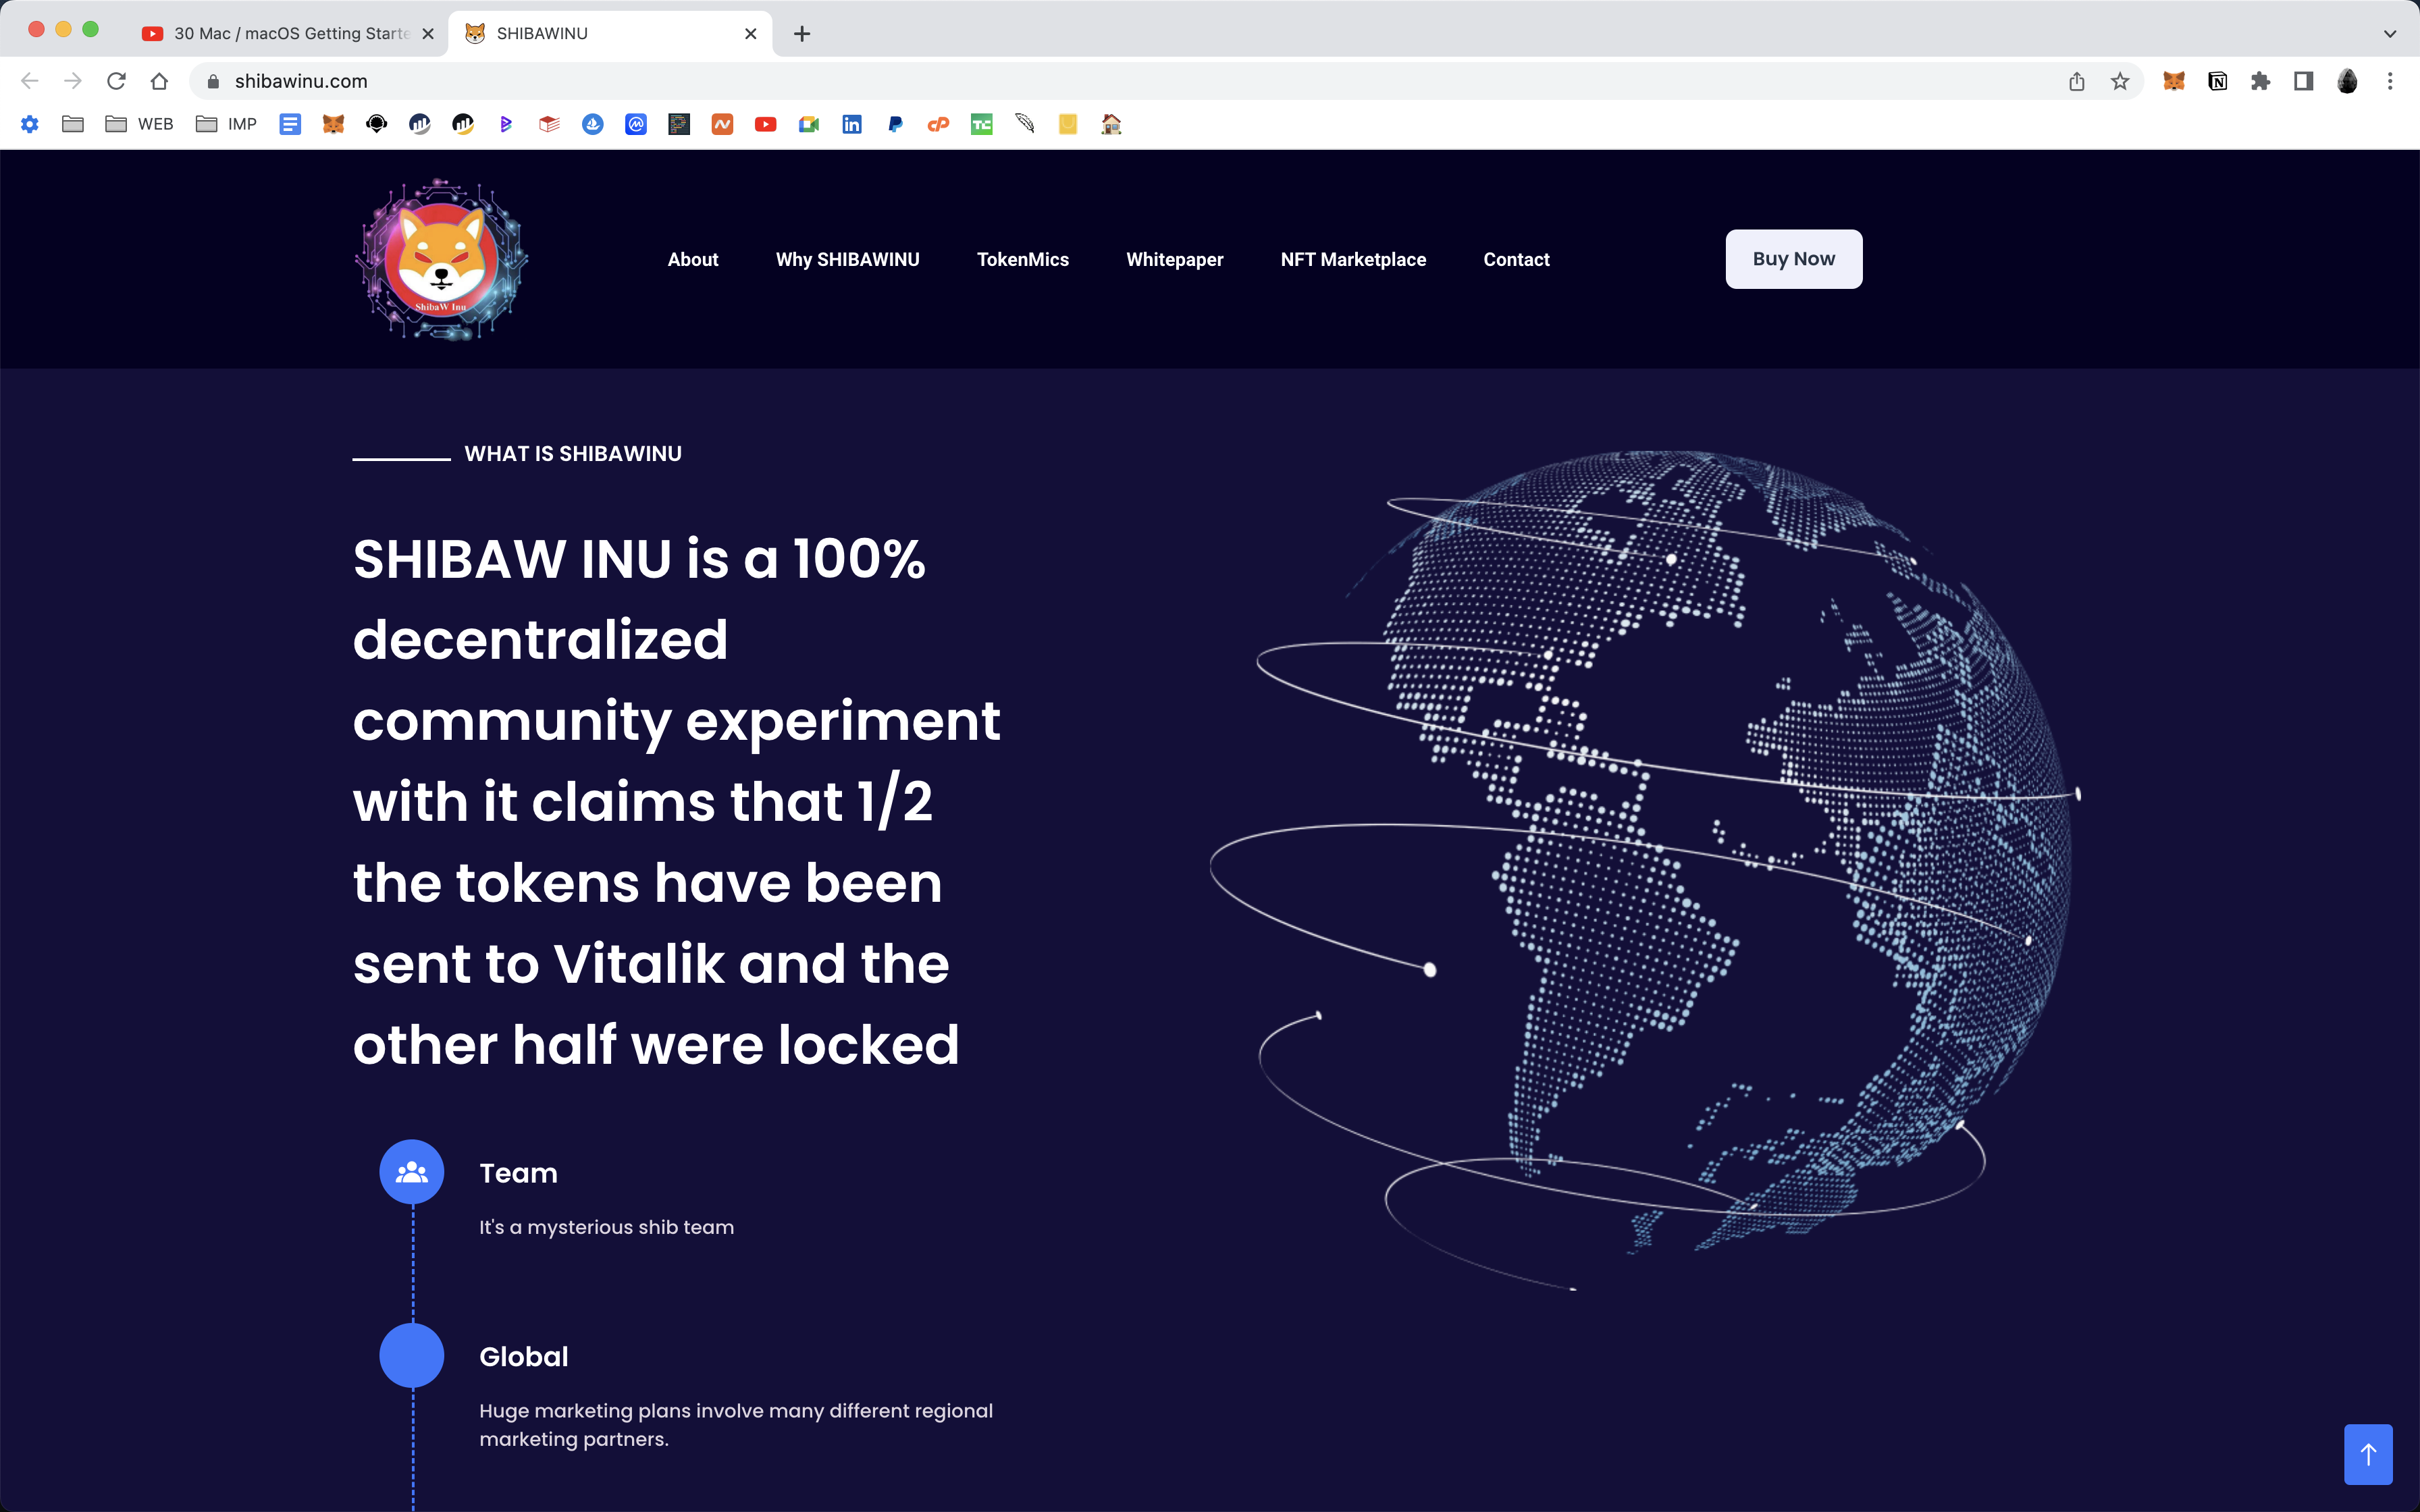 30 Mac / macOS Getting Starte
SHIBAWINU
shibawinu.com
WEB
IMP
ShibaW Inu
About
Why SHIBAWINU
TokenMics
Whitepaper
NFT Marketplace
Contact
Buy Now
WHAT IS SHIBAWINU
SHIBAW INU is a 100%
decentralized
community experiment
with it claims that 1/2
the tokens have been
sent to Vitalik and the
other half were locked
Team
It's a mysterious shib team
Global
Huge marketing plans involve many different regional
marketing partners.